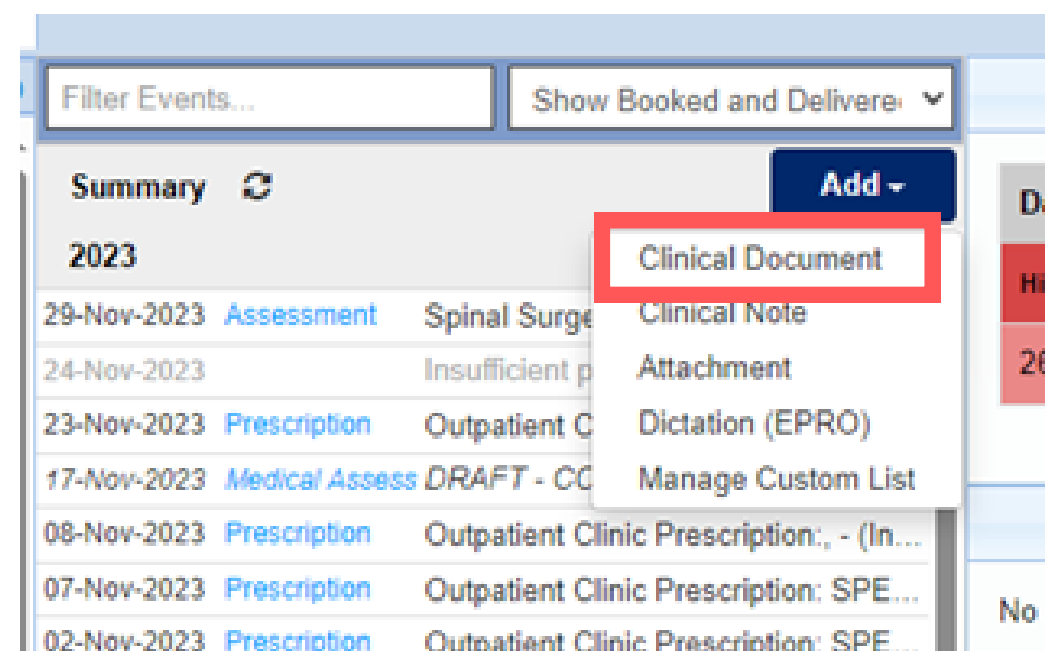 Filter Events...
Show Booked and Delivere
Summary
Add
2023
Clinical Document
Clinical Note
Attachment
Dictation (EPRO)
Manage Custom List
29-Nov-2023 Assessment Spinal Surge
24-Nov-2023 Insufficient p
23-Nov-2023 Prescription Outpatient C
17-Nov-2023 Medical Assess DRAFT - CO
08-Nov-2023 Prescription Outpatient Clinic Prescription:, - (In...
07-Nov-2023 Prescription Outpatient Clinic Prescription: SPE...
02-Nov-2023 Prescription Outpatient Clinic Prescription: SPE...
Da
Hi
26
No